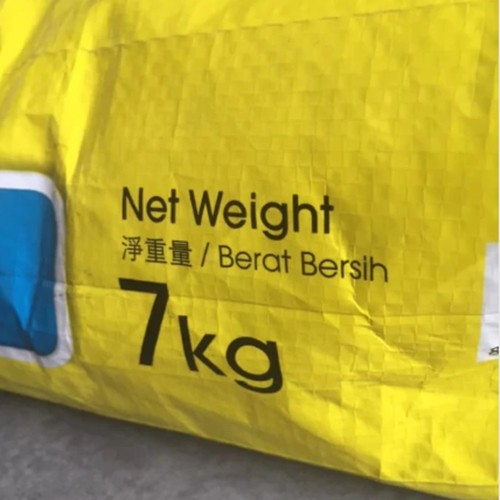 Net Weight
淨重量 / Berat Bersih
7kg